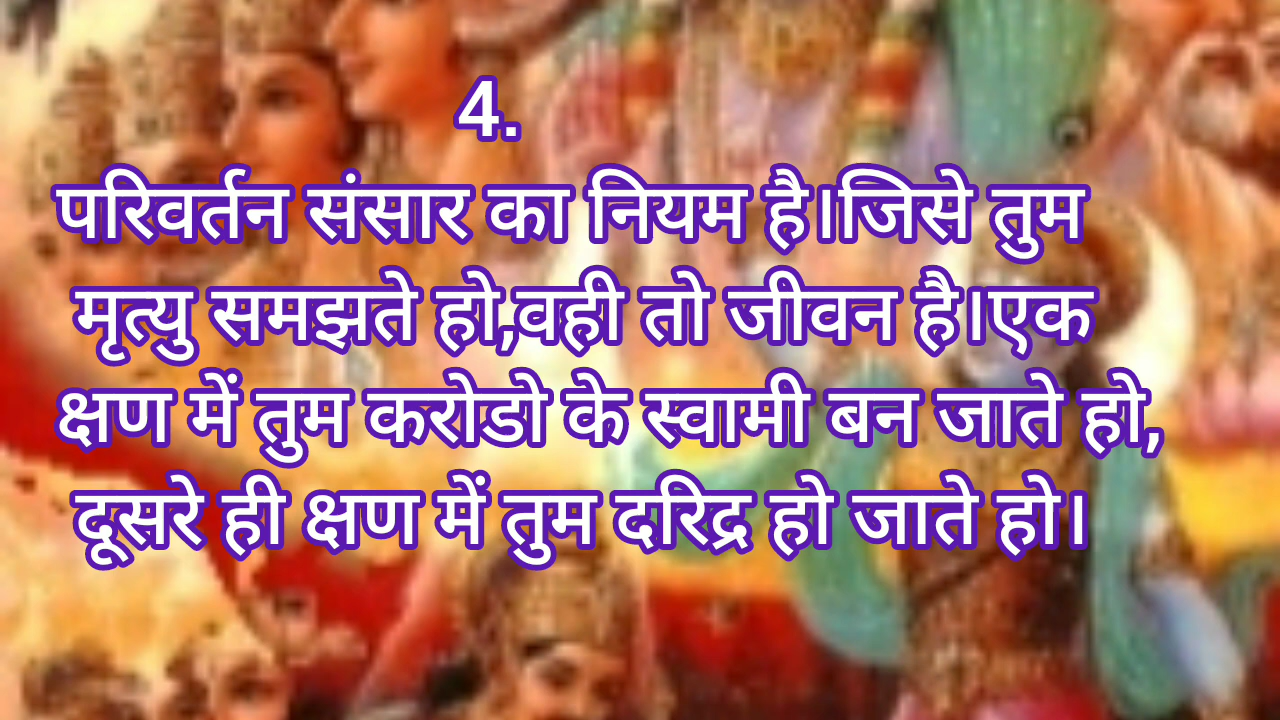 4.
परिवर्तन संसार का नियम है।जिसे तुम
मृत्यु समझते हो,वही तो जीवन है।एक
क्षण में तुम करोडो के स्वामी बन जाते हो,
दूसरे ही क्षण में तुम दरिद्र हो जाते हो।